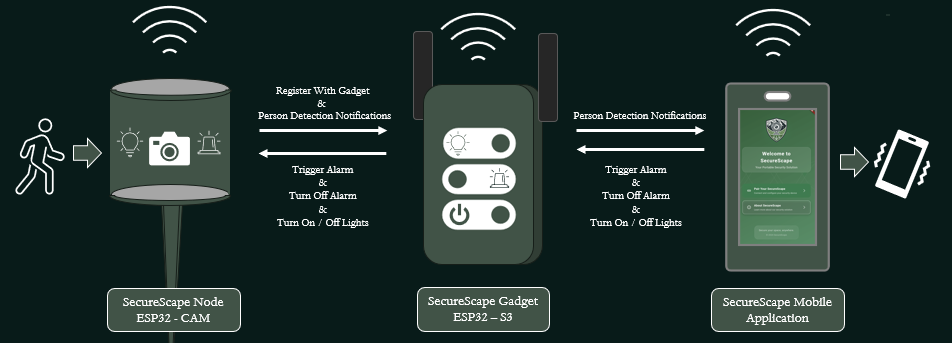 Register With Gadget
&
Person Detection Notifications
Trigger Alarm
&
Turn Off Alarm
&
Turn On / Off Lights
Person Detection Notifications
Trigger Alarm
&
Turn Off Alarm
&
Turn On / Off Lights
Welcome to
SecureScape
SecureScape Node
ESP32 - CAM
SecureScape Gadget
ESP32 – S3
SecureScape Mobile
Application